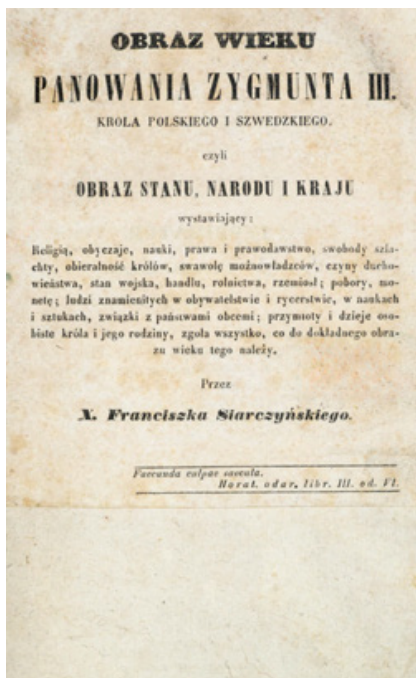 OBRAZ WIEKU
PANOWANIA ZYGMUNTA III.
KRÓLA POLSKIEGO I SZWEDZKIEGO.
czyli
OBRAZ STANU, NARODU I KRAJU
wystawiający:
Religią, obyczaje, nauki, prawa i prawodawstwo, swobody szla-
chty, obieralność królów, swawolę możnowładzców, czyny ducho-
wieństwa, stan wojska, handlu, rolnictwa, rzemiosł; pobory, mo-
netę; ludzi znamienitych w obywatelstwie i rycerstwie, w naukach
i sztukach, związki z państwami obcemi; przymioty i dzieje oso-
biste króla i jego rodziny, zgoła wszystko, co do dokładnego obra-
zu wieku tego należy.
Przez
X. Franciszka Siarczyńskiego.
Foecunda culpae saecula.
Horat. odar. libr. III. od. VI.